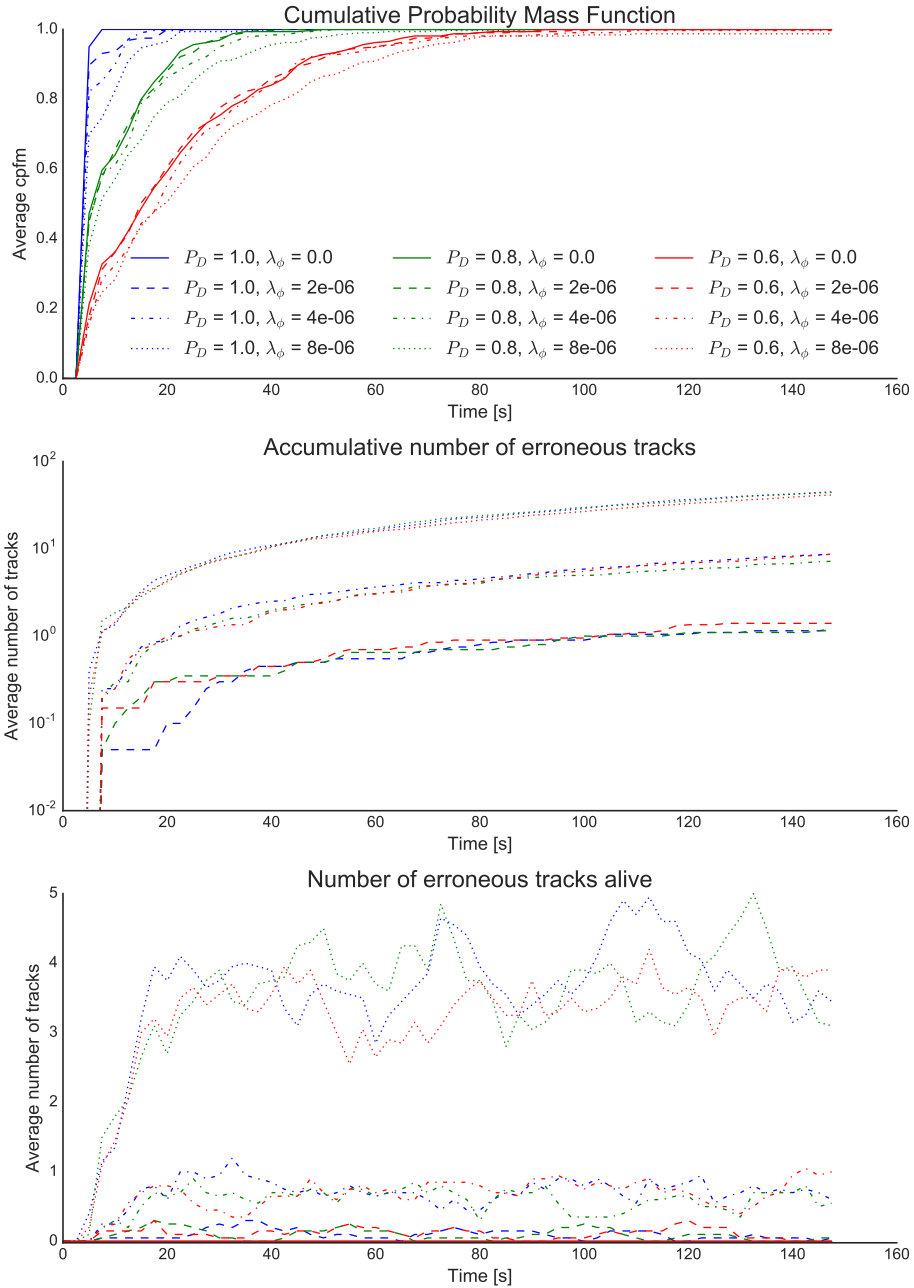 Cumulative Probability Mass Function
1.0
0.8
0.6
0.4
0.2
0.0
Average cpfm
P_D = 1.0, λ_ϕ = 0.0
P_D = 1.0, λ_ϕ = 2e-06
P_D = 1.0, λ_ϕ = 4e-06
P_D = 1.0, λ_ϕ = 8e-06
P_D = 0.8, λ_ϕ = 0.0
P_D = 0.8, λ_ϕ = 2e-06
P_D = 0.8, λ_ϕ = 4e-06
P_D = 0.8, λ_ϕ = 8e-06
P_D = 0.6, λ_ϕ = 0.0
P_D = 0.6, λ_ϕ = 2e-06
P_D = 0.6, λ_ϕ = 4e-06
P_D = 0.6, λ_ϕ = 8e-06
0 20 40 60 80 100 120 140 160
Time [s]
Accumulative number of erroneous tracks
10^2
10^1
10^0
10^-1
10^-2
Average number of tracks
0 20 40 60 80 100 120 140 160
Time [s]
Number of erroneous tracks alive
5
4
3
2
1
0
Average number of tracks
0 20 40 60 80 100 120 140 160
Time [s]